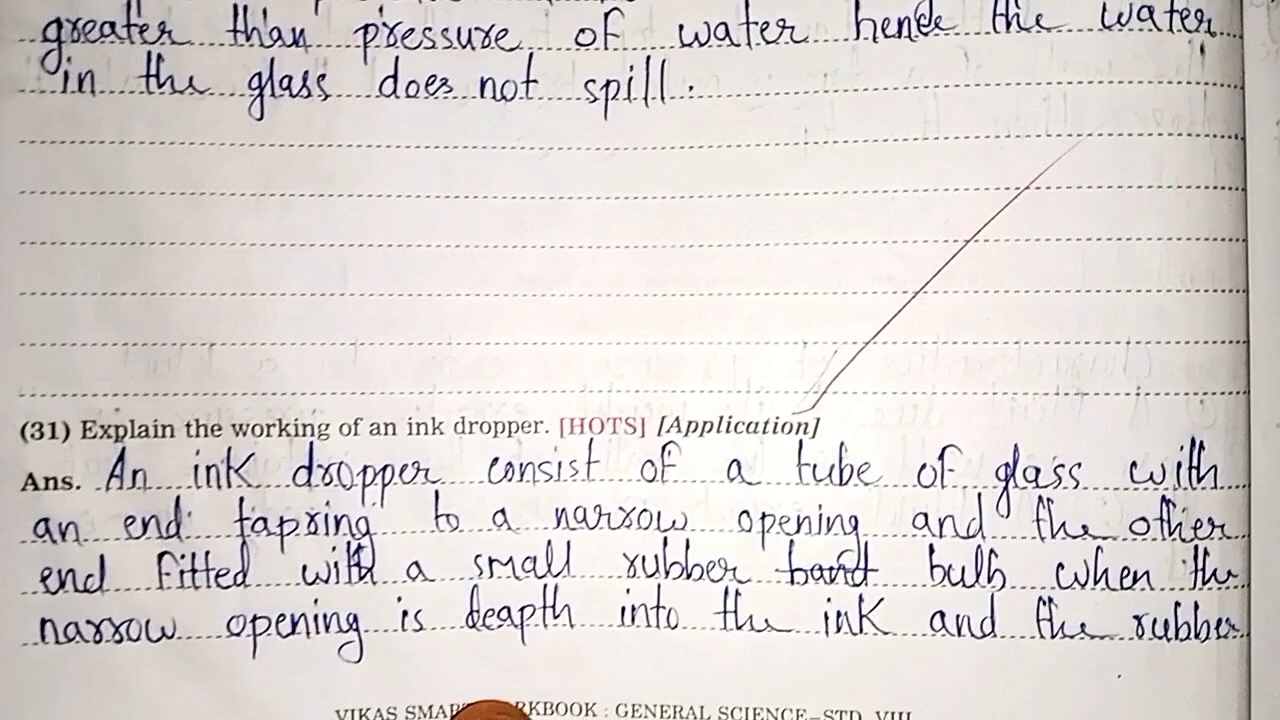 greater than pressure of water hence the water
in the glass does not spill.
(31) Explain the working of an ink dropper. [HOTS] [Application]
Ans. An ink dropper consist of a tube of glass with
an end tapring to a narrow opening and the other
end fitted with a small rubber bulb when the
narrow opening is deapth into the ink and the rubber
VIKAS SMAR RKBOOK : GENERAL SCIENCE–STD. VIII